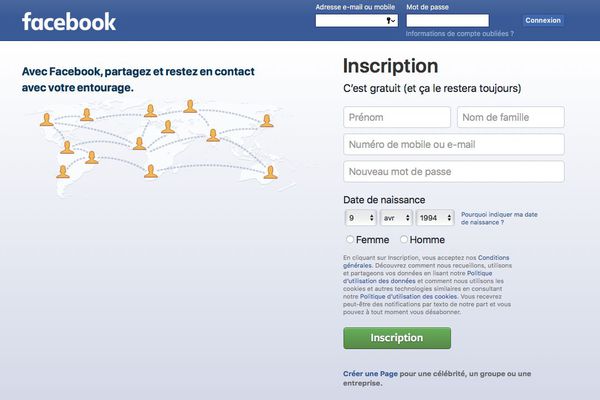 facebook
Adresse e-mail ou mobile
Mot de passe
Connexion
Informations de compte oubliées ?
Avec Facebook, partagez et restez en contact
avec votre entourage.
Inscription
C'est gratuit (et ça le restera toujours)
Prénom
Nom de famille
Numéro de mobile ou e-mail
Nouveau mot de passe
Date de naissance
9 avr 1994
Pourquoi indiquer ma date
de naissance ?
Femme Homme
En cliquant sur Inscription, vous acceptez nos Conditions
générales. Découvrez comment nous recueillons, utilisons
et partageons vos données en lisant notre Politique
d'utilisation des données et comment nous utilisons les
cookies et autres technologies similaires en consultant
notre Politique d'utilisation des cookies. Vous recevrez
peut-être des notifications par texto de notre part et vous
pouvez à tout moment vous désabonner.
Inscription
Créer une Page pour une célébrité, un groupe ou une
entreprise.